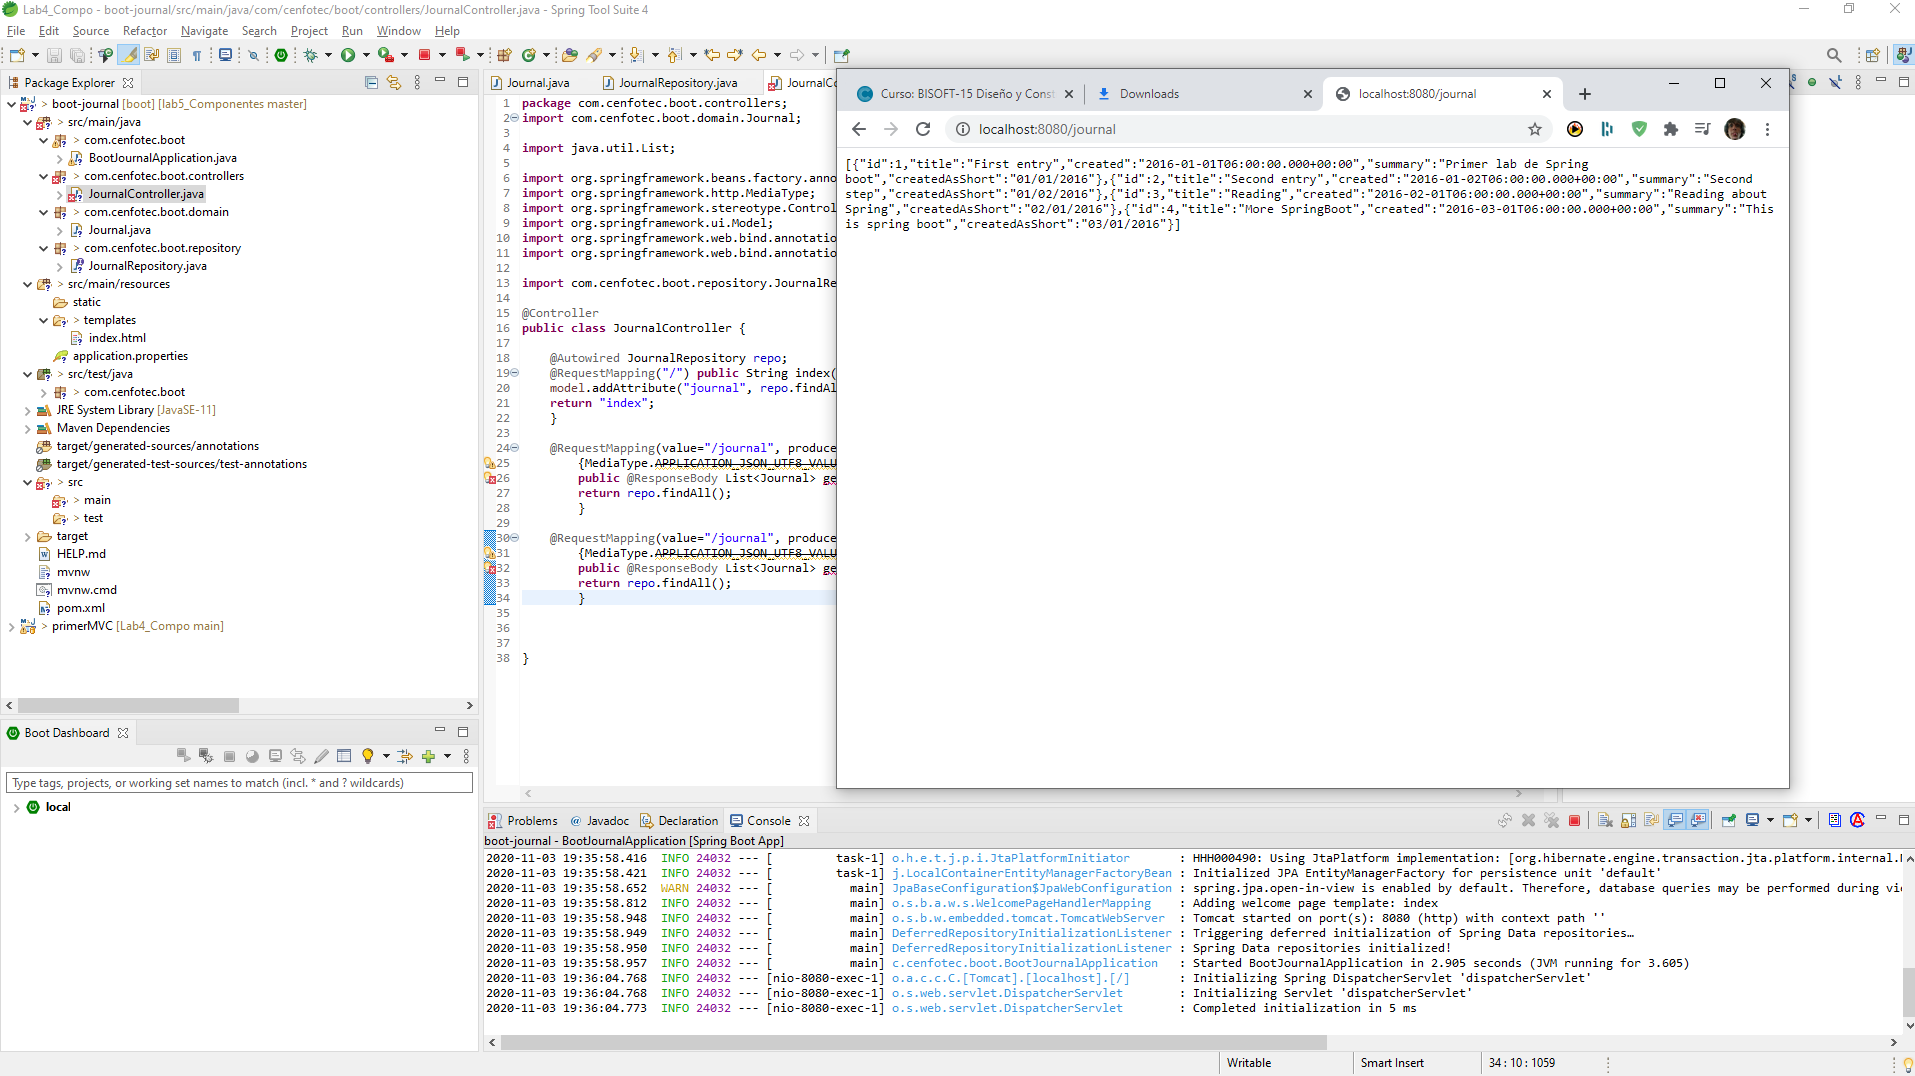 Lab4_Compo - boot-journal/src/main/java/com/cenfotec/boot/controllers/JournalController.java - Spring Tool Suite 4
File Edit Source Refactor Navigate Search Project Run Window Help
Package Explorer
boot-journal [boot] [lab5_Componentes master]
> src/main/java
> com.cenfotec.boot
BootJournalApplication.java
> com.cenfotec.boot.controllers
JournalController.java
> com.cenfotec.boot.domain
Journal.java
> com.cenfotec.boot.repository
JournalRepository.java
> src/main/resources
static
> templates
index.html
application.properties
> src/test/java
> com.cenfotec.boot
JRE System Library [JavaSE-11]
Maven Dependencies
target/generated-sources/annotations
target/generated-test-sources/test-annotations
> src
> main
> test
target
HELP.md
mvnw
mvnw.cmd
pom.xml
> primerMVC [Lab4_Compo main]
Boot Dashboard
Type tags, projects, or working set names to match (incl. * and ? wildcards)
local
Journal.java JournalRepository.java JournalCo
1 package com.cenfotec.boot.controllers;
2 import com.cenfotec.boot.domain.Journal;
3
4 import java.util.List;
5
6 import org.springframework.beans.factory.anno
7 import org.springframework.http.MediaType;
8 import org.springframework.stereotype.Control
9 import org.springframework.ui.Model;
10 import org.springframework.web.bind.annotatio
11 import org.springframework.web.bind.annotatio
12
13 import com.cenfotec.boot.repository.JournalRe
14
15 @Controller
16 public class JournalController {
17
18 @Autowired JournalRepository repo;
19 @RequestMapping("/") public String index(
20 model.addAttribute("journal", repo.findAl
21 return "index";
22 }
23
24 @RequestMapping(value="/journal", produce
25 {MediaType.APPLICATION_JSON_UTF8_VALU
26 public @ResponseBody List<Journal> ge
27 return repo.findAll();
28 }
29
30 @RequestMapping(value="/journal", produce
31 {MediaType.APPLICATION_JSON_UTF8_VALU
32 public @ResponseBody List<Journal> ge
33 return repo.findAll();
34 }
35
36
37
38 }
Curso: BISOFT-15 Diseño y Const Downloads localhost:8080/journal
localhost:8080/journal
[{"id":1,"title":"First entry","created":"2016-01-01T06:00:00.000+00:00","summary":"Primer lab de Spring
boot","createdAsShort":"01/01/2016"},{"id":2,"title":"Second entry","created":"2016-01-02T06:00:00.000+00:00","summary":"Second
step","createdAsShort":"01/02/2016"},{"id":3,"title":"Reading","created":"2016-02-01T06:00:00.000+00:00","summary":"Reading about
Spring","createdAsShort":"02/01/2016"},{"id":4,"title":"More SpringBoot","created":"2016-03-01T06:00:00.000+00:00","summary":"This
is spring boot","createdAsShort":"03/01/2016"}]
Problems @ Javadoc Declaration Console
boot-journal - BootJournalApplication [Spring Boot App]
2020-11-03 19:35:58.416 INFO 24032 --- [ task-1] o.h.e.t.j.p.i.JtaPlatformInitiator : HHH000490: Using JtaPlatform implementation: [org.hibernate.engine.transaction.jta.platform.internal.
2020-11-03 19:35:58.421 INFO 24032 --- [ task-1] j.LocalContainerEntityManagerFactoryBean : Initialized JPA EntityManagerFactory for persistence unit 'default'
2020-11-03 19:35:58.652 WARN 24032 --- [ main] JpaBaseConfiguration$JpaWebConfiguration : spring.jpa.open-in-view is enabled by default. Therefore, database queries may be performed during vi
2020-11-03 19:35:58.812 INFO 24032 --- [ main] o.s.b.a.w.s.WelcomePageHandlerMapping : Adding welcome page template: index
2020-11-03 19:35:58.948 INFO 24032 --- [ main] o.s.b.w.embedded.tomcat.TomcatWebServer : Tomcat started on port(s): 8080 (http) with context path ''
2020-11-03 19:35:58.949 INFO 24032 --- [ main] DeferredRepositoryInitializationListener : Triggering deferred initialization of Spring Data repositories…
2020-11-03 19:35:58.950 INFO 24032 --- [ main] DeferredRepositoryInitializationListener : Spring Data repositories initialized!
2020-11-03 19:35:58.957 INFO 24032 --- [ main] c.cenfotec.boot.BootJournalApplication : Started BootJournalApplication in 2.905 seconds (JVM running for 3.605)
2020-11-03 19:36:04.768 INFO 24032 --- [nio-8080-exec-1] o.a.c.c.C.[Tomcat].[localhost].[/] : Initializing Spring DispatcherServlet 'dispatcherServlet'
2020-11-03 19:36:04.768 INFO 24032 --- [nio-8080-exec-1] o.s.web.servlet.DispatcherServlet : Initializing Servlet 'dispatcherServlet'
2020-11-03 19:36:04.773 INFO 24032 --- [nio-8080-exec-1] o.s.web.servlet.DispatcherServlet : Completed initialization in 5 ms
Writable Smart Insert 34 : 10 : 1059